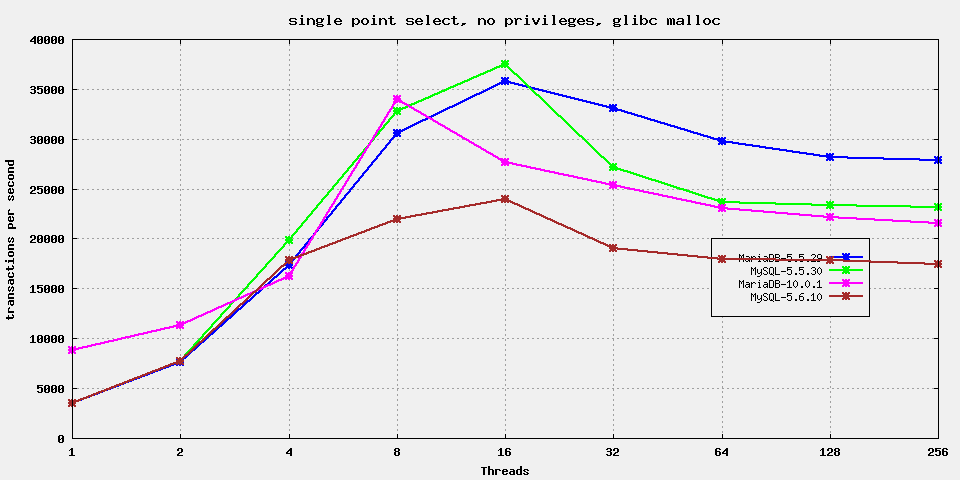 single point select, no privileges, glibc malloc
40000
35000
30000
25000
20000
15000
10000
5000
0
transactions per second
MariaDB-5.5.29
MySQL-5.5.30
MariaDB-10.0.1
MySQL-5.6.10
1 2 4 8 16 32 64 128 256
Threads